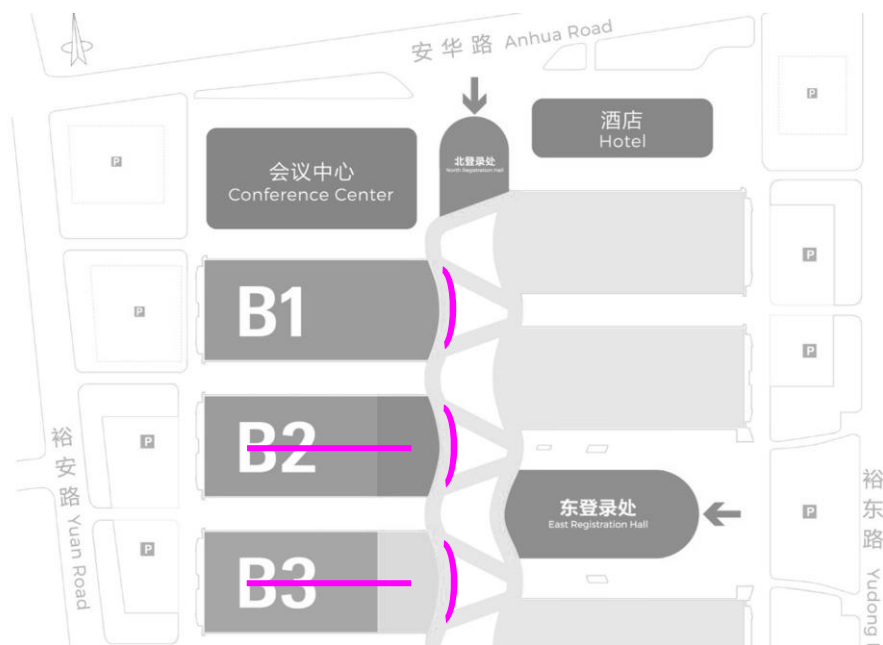 安华路 Anhua Road
酒店
Hotel
P
北登录处
North Registration Hall
会议中心
Conference Center
P
P
P
B1
P
裕安路 Yuan Road
P
B2
东登录处
East Registration Hall
P
裕东路 Yudong
P
B3